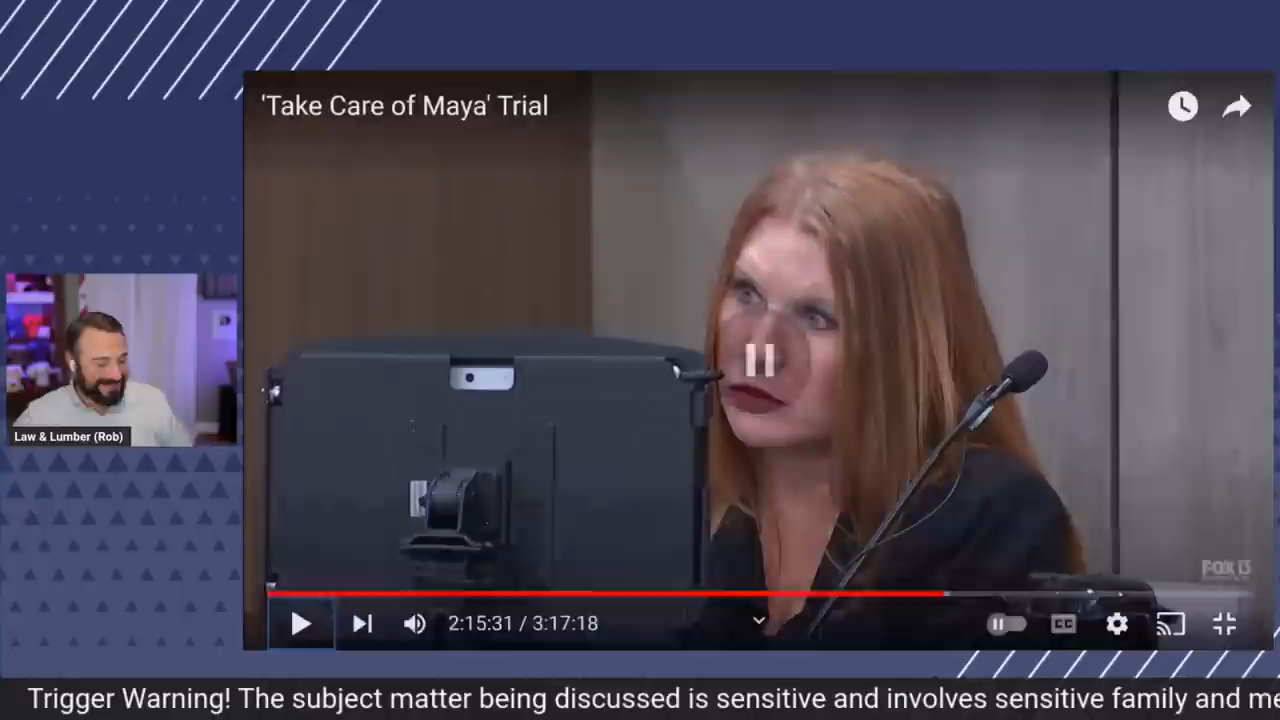 'Take Care of Maya' Trial
Law & Lumber (Rob)
FOX 13
2:15:31 / 3:17:18
CC
Trigger Warning! The subject matter being discussed is sensitive and involves sensitive family and me